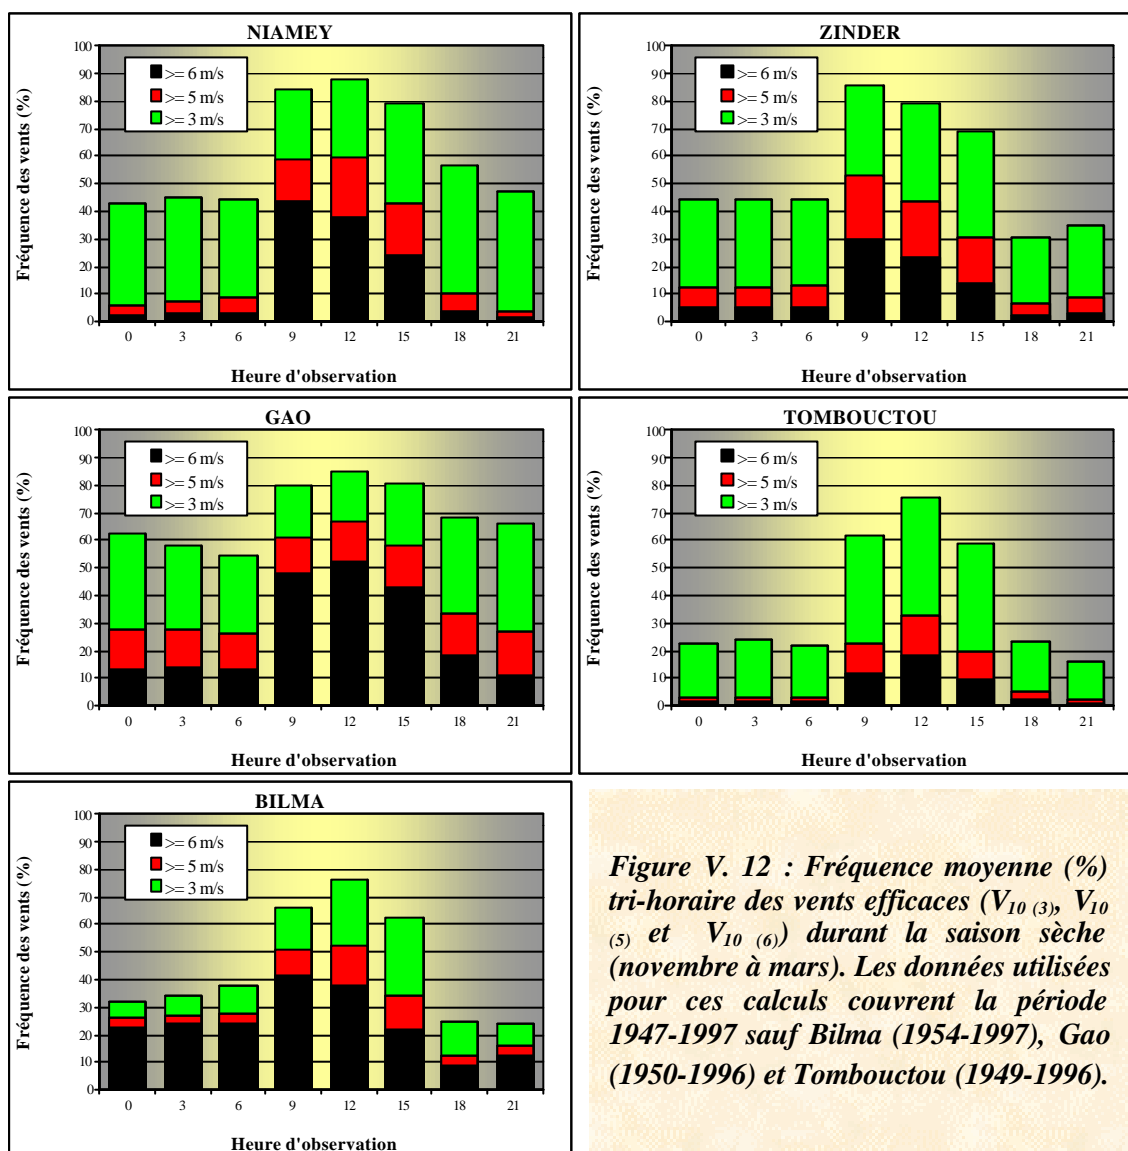 NIAMEY
Fréquence des vents (%)
100
90
80
70
60
50
40
30
20
10
0
>= 6 m/s
>= 5 m/s
>= 3 m/s
0 3 6 9 12 15 18 21
Heure d'observation
ZINDER
Fréquence des vents (%)
100
90
80
70
60
50
40
30
20
10
0
>= 6 m/s
>= 5 m/s
>= 3 m/s
0 3 6 9 12 15 18 21
Heure d'observation
GAO
Fréquence des vents (%)
100
90
80
70
60
50
40
30
20
10
0
>= 6 m/s
>= 5 m/s
>= 3 m/s
0 3 6 9 12 15 18 21
Heure d'observation
TOMBOUCTOU
Fréquence des vents (%)
100
90
80
70
60
50
40
30
20
10
0
>= 6 m/s
>= 5 m/s
>= 3 m/s
0 3 6 9 12 15 18 21
Heure d'observation
BILMA
Fréquence des vents (%)
100
90
80
70
60
50
40
30
20
10
0
>= 6 m/s
>= 5 m/s
>= 3 m/s
0 3 6 9 12 15 18 21
Heure d'observation
Figure V. 12 : Fréquence moyenne (%)
tri-horaire des vents efficaces (V10 (3), V10
(5) et V10 (6)) durant la saison sèche
(novembre à mars). Les données utilisées
pour ces calculs couvrent la période
1947-1997 sauf Bilma (1954-1997), Gao
(1950-1996) et Tombouctou (1949-1996).